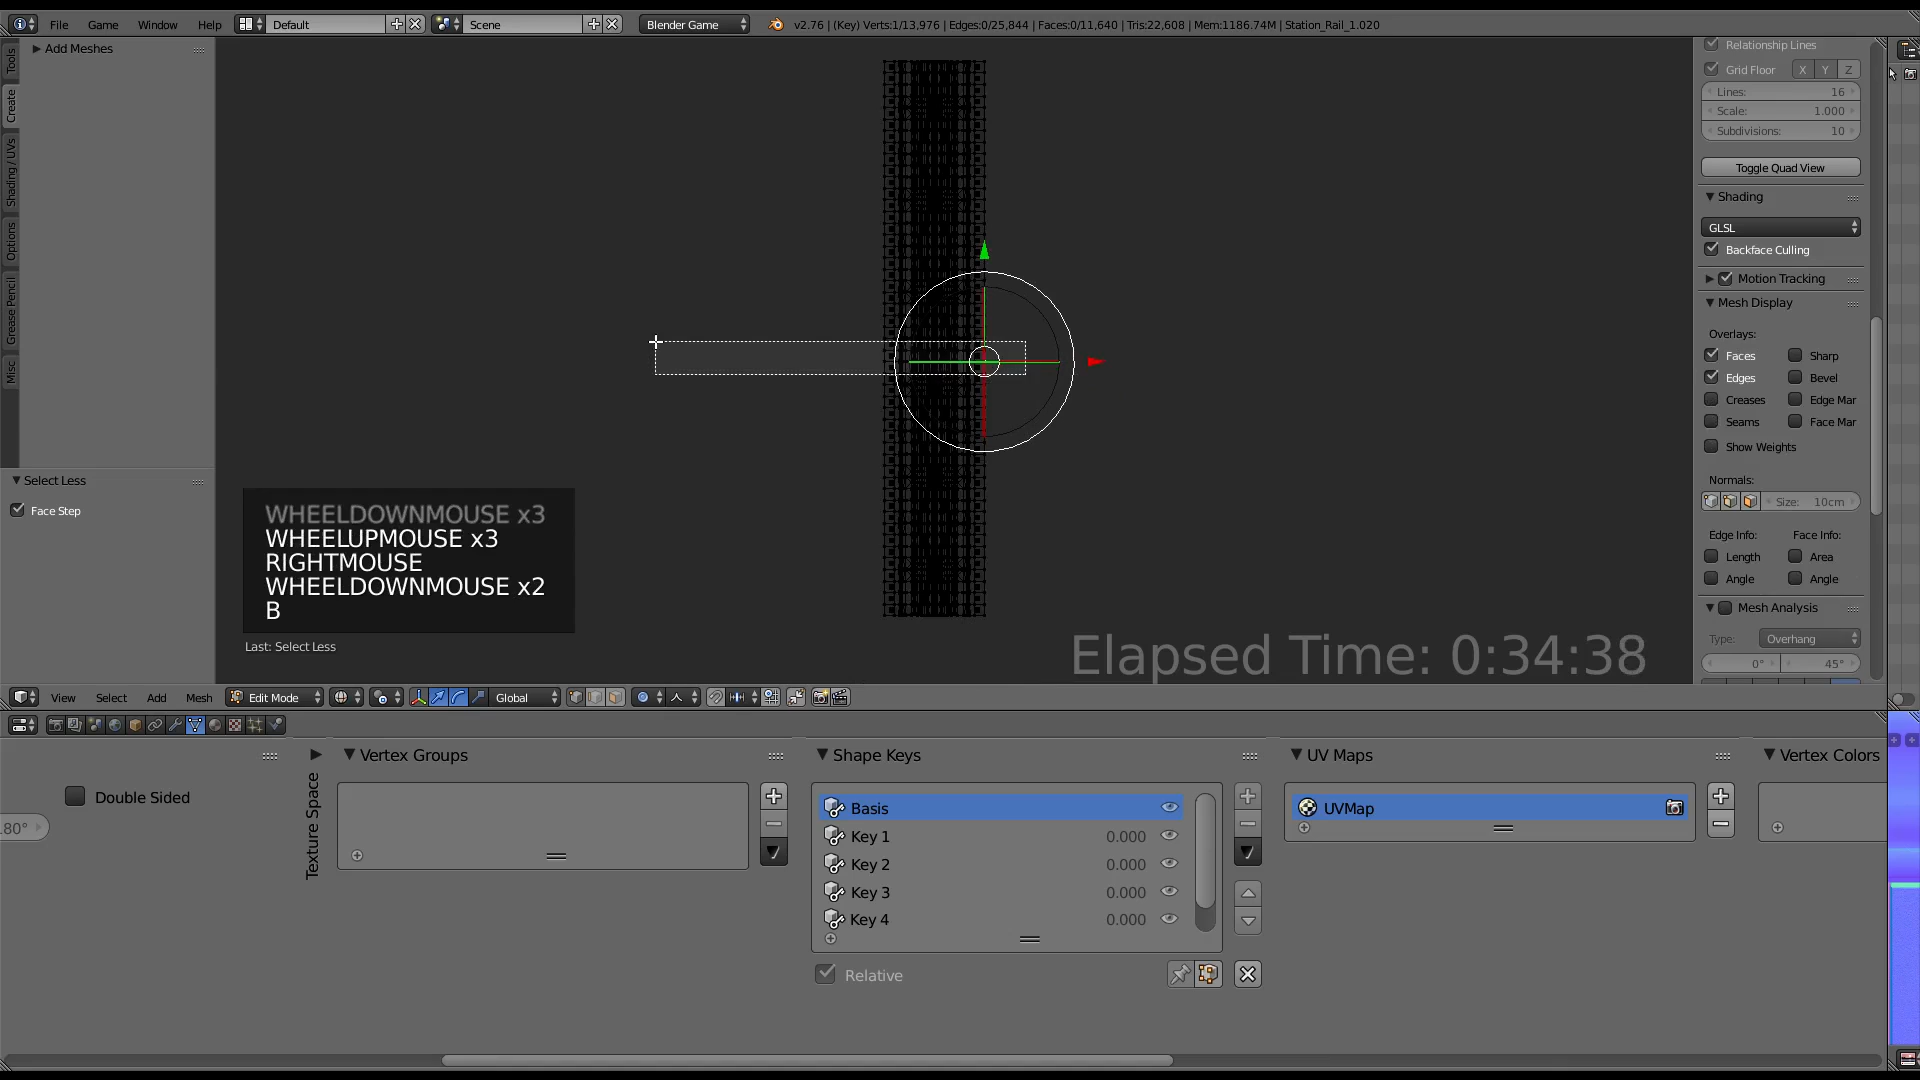 File Game Window Help Default Scene Blender Game v2.76 | (Key) Verts:1/13,976 | Edges:0/25,844 | Faces:0/11,640 | Tris:22,608 | Mem:1186.74M | Station_Rail_1.020
Tools
Create
Shading / UVs
Options
Grease Pencil
Misc
Add Meshes
Select Less
Face Step
WHEELDOWNMOUSE x3
WHEELUPMOUSE x3
RIGHTMOUSE
WHEELDOWNMOUSE x2
B
Last: Select Less
Elapsed Time: 0:34:38
Relationship Lines
Grid Floor X Y Z
Lines: 16
Scale: 1.000
Subdivisions: 10
Toggle Quad View
Shading
GLSL
Backface Culling
Motion Tracking
Mesh Display
Overlays:
Faces Sharp
Edges Bevel
Creases Edge Mar
Seams Face Mar
Show Weights
Normals:
Size: 10cm
Edge Info: Face Info:
Length Area
Angle Angle
Mesh Analysis
Type: Overhang
0° 45°
View Select Add Mesh Edit Mode Global
Double Sided
80°
Texture Space
Vertex Groups
Shape Keys
Basis
Key 1 0.000
Key 2 0.000
Key 3 0.000
Key 4 0.000
Relative
UV Maps
UVMap
Vertex Colors